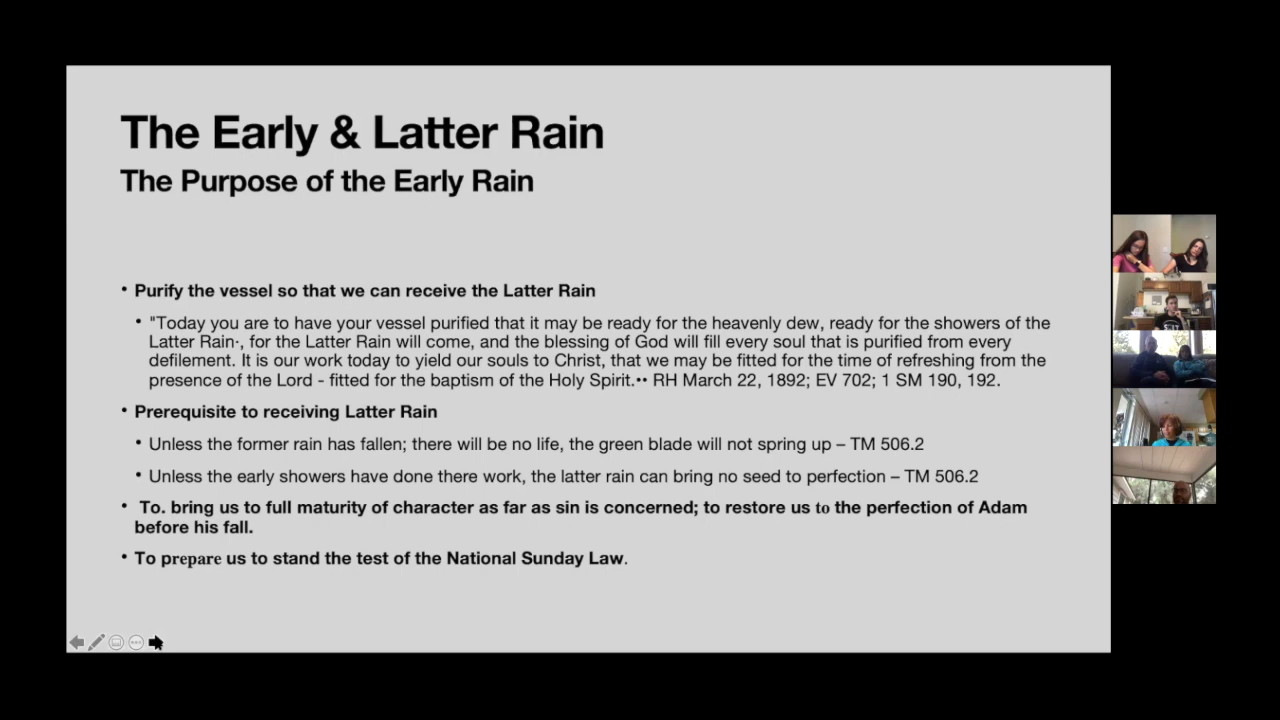 The Early & Latter Rain
The Purpose of the Early Rain
• Purify the vessel so that we can receive the Latter Rain
• "Today you are to have your vessel purified that it may be ready for the heavenly dew, ready for the showers of the
Latter Rain·, for the Latter Rain will come, and the blessing of God will fill every soul that is purified from every
defilement. It is our work today to yield our souls to Christ, that we may be fitted for the time of refreshing from the
presence of the Lord - fitted for the baptism of the Holy Spirit.•• RH March 22, 1892; EV 702; 1 SM 190, 192.
• Prerequisite to receiving Latter Rain
• Unless the former rain has fallen; there will be no life, the green blade will not spring up – TM 506.2
• Unless the early showers have done there work, the latter rain can bring no seed to perfection – TM 506.2
• To. bring us to full maturity of character as far as sin is concerned; to restore us to the perfection of Adam
before his fall.
• To prepare us to stand the test of the National Sunday Law.